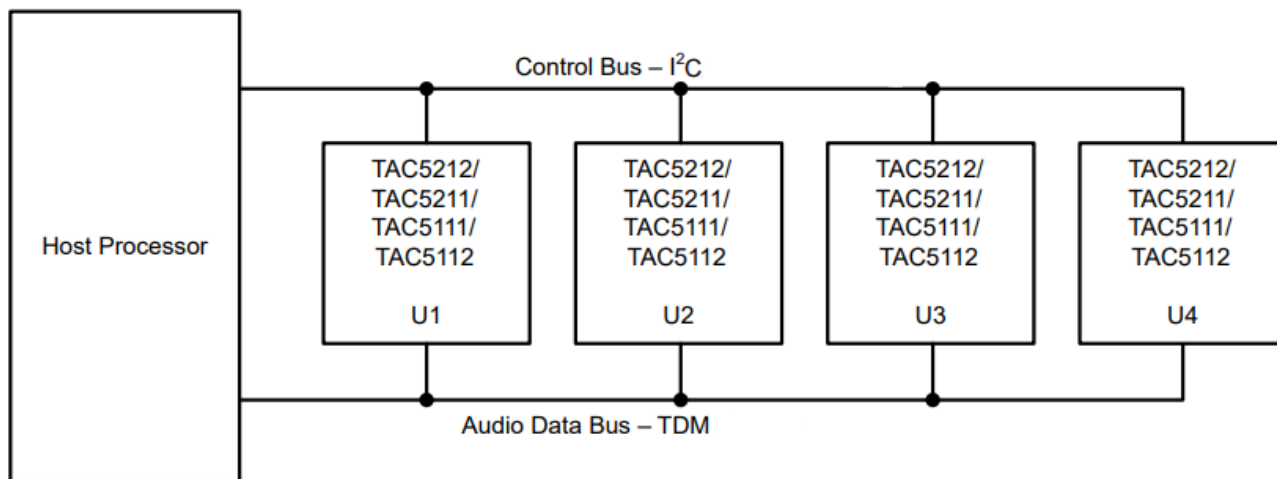 Control Bus – I²C
Host Processor
TAC5212/
TAC5211/
TAC5111/
TAC5112
U1
TAC5212/
TAC5211/
TAC5111/
TAC5112
U2
TAC5212/
TAC5211/
TAC5111/
TAC5112
U3
TAC5212/
TAC5211/
TAC5111/
TAC5112
U4
Audio Data Bus – TDM